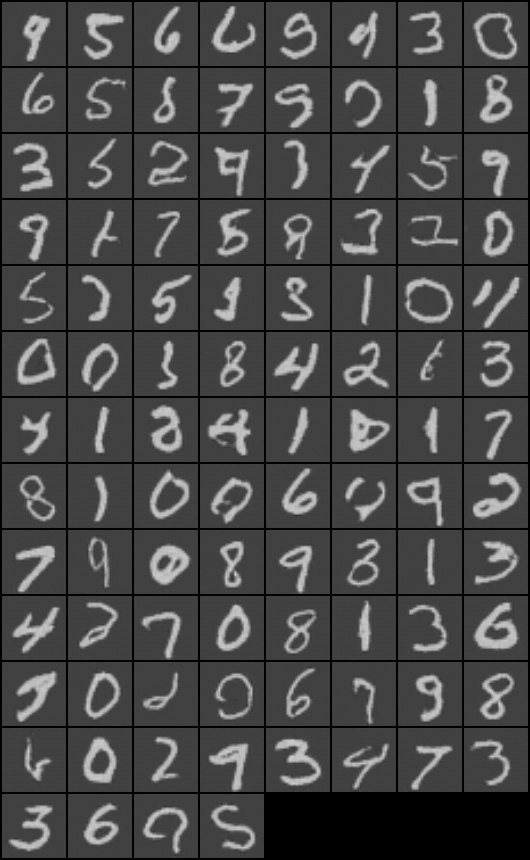 9 5 6 6 9 4 3 0
6 5 8 7 9 0 1 8
3 5 2 9 3 4 5 9
9 1 7 5 8 3 2 0
5 2 5 9 3 1 0
0 0 3 8 4 2 6 3
4 1 8 4 1 1 7
8 1 0 0 6 0 9 2
7 9 0 8 9 3 1 3
4 2 7 0 8 1 3 6
9 0 2 0 6 7 9 8
6 0 2 9 3 4 7 3
3 6 9 5